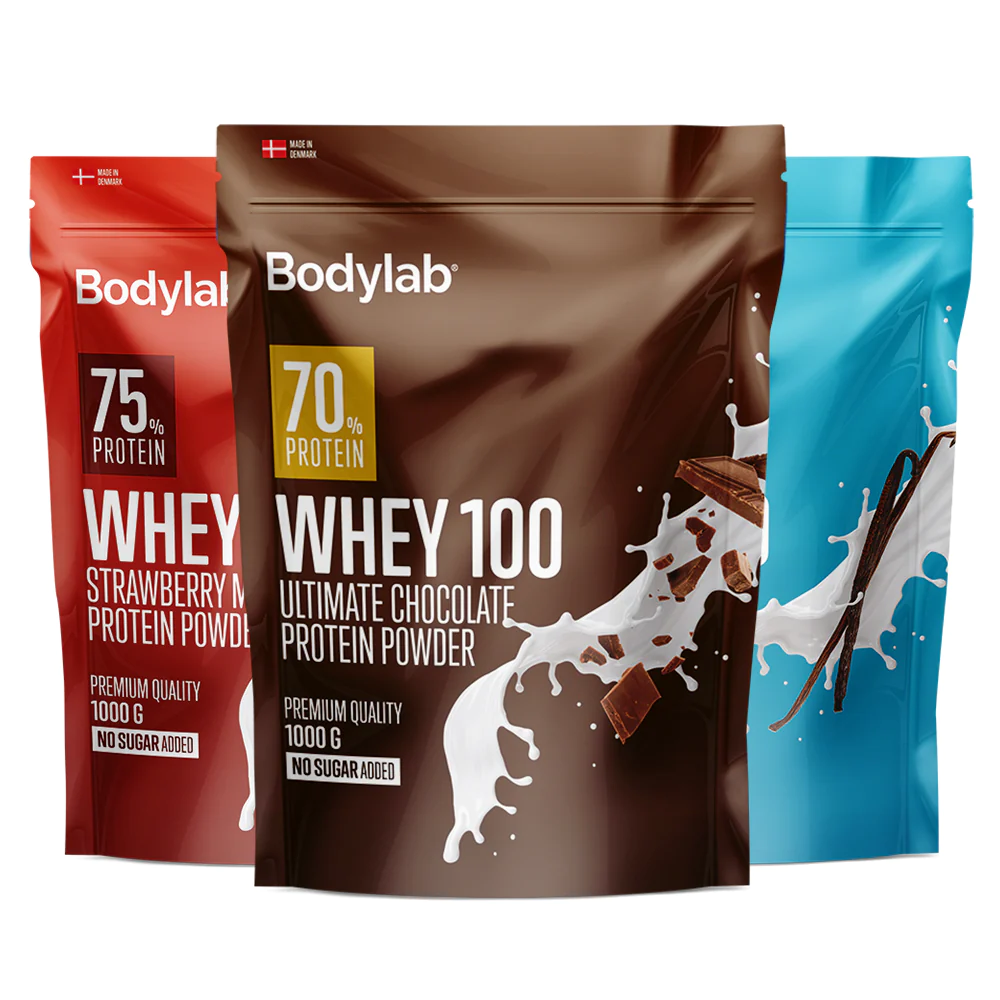 MADE IN
DENMARK
Bodylab
75%
PROTEIN
WHEY
STRAWBERRY
PROTEIN
PREMIUM QUALITY
1000 G
NO SUGAR ADDED
MADE IN
DENMARK
Bodylab®
70%
PROTEIN
WHEY 100
ULTIMATE CHOCOLATE
PROTEIN POWDER
PREMIUM QUALITY
1000 G
NO SUGAR ADDED